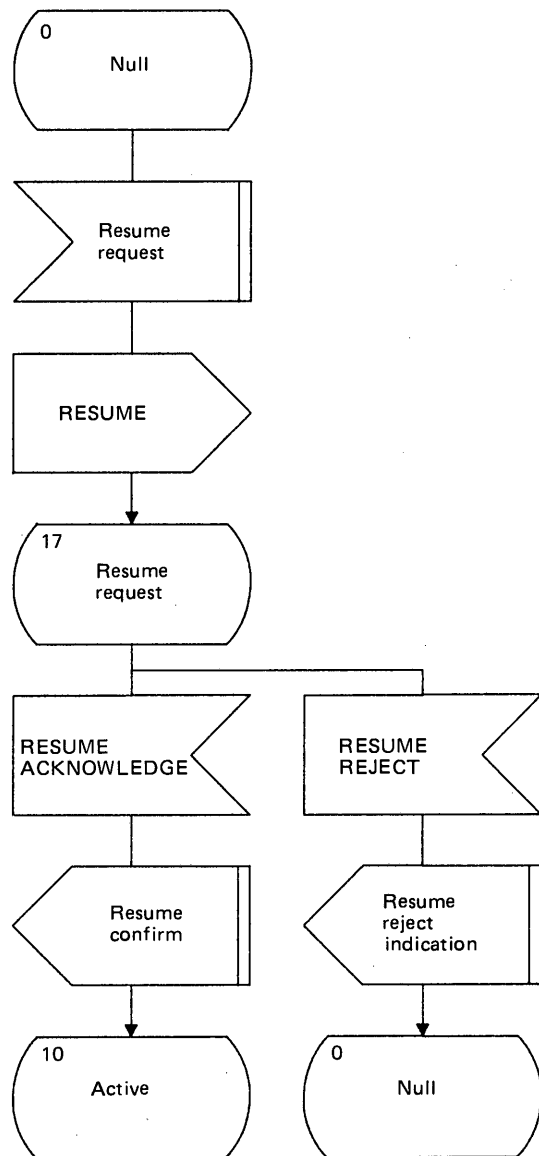 0
Null
Resume
request
RESUME
17
Resume
request
RESUME
ACKNOWLEDGE
RESUME
REJECT
Resume
confirm
Resume
reject
indication
10
Active
0
Null